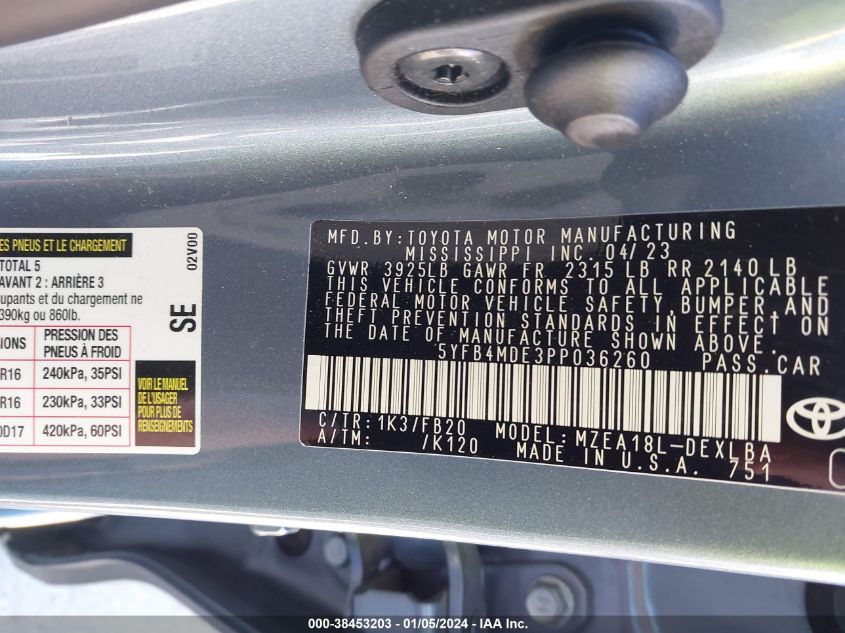 ES PNEUS ET LE CHARGEMENT
TOTAL 5
AVANT 2 : ARRIÈRE 3
upants et du chargement ne
390kg ou 860lb.
SIONS PRESSION DES PNEUS À FROID
R16 240kPa, 35PSI
R16 230kPa, 33PSI
0D17 420kPa, 60PSI
02V00
SE
VOIR LE MANUEL
DE L'USAGER
POUR PLUS DE
RENSEIGNEMENTS
MFD.BY:TOYOTA MOTOR MANUFACTURING
MISSISSIPPI INC. 04/23
GVWR 3925LB GAWR FR 2315 LB RR 2140 LB
THIS VEHICLE CONFORMS TO ALL APPLICABLE
FEDERAL MOTOR VEHICLE SAFETY,BUMPER,AND
THEFT PREVENTION STANDARDS IN EFFECT ON
THE DATE OF MANUFACTURE SHOWN ABOVE.
5YFB4MDE3PP036260 PASS.CAR
C/TR:1K3/FB20 MODEL:MZEA18L-DEXLBA
A/TM: /K120 MADE IN U.S.A. 751
000-38453203 - 01/05/2024 - IAA Inc.